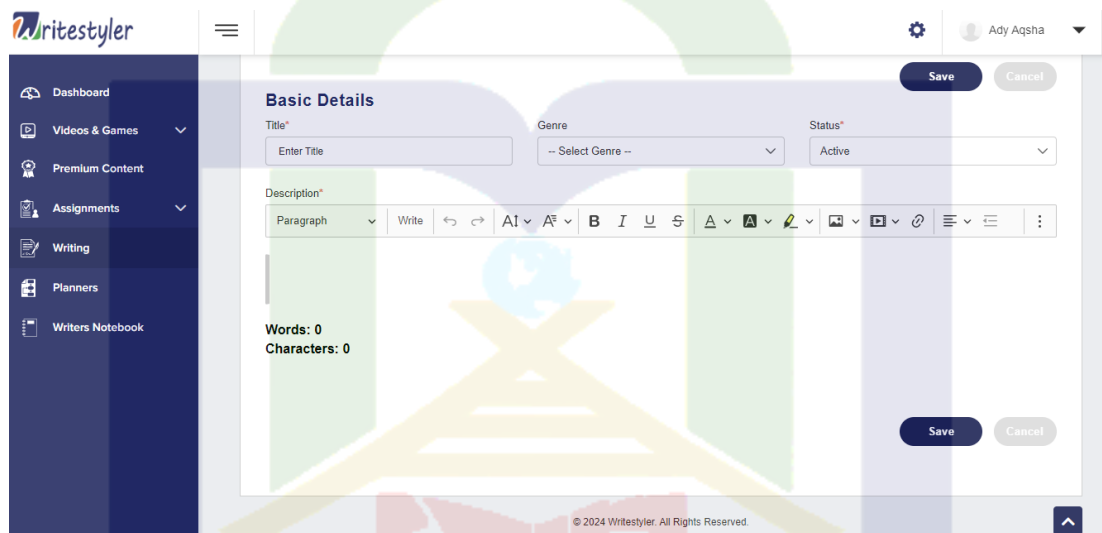 Writestyler
Ady Aqsha
Dashboard
Videos & Games
Premium Content
Assignments
Writing
Planners
Writers Notebook
Save Cancel
Basic Details
Title* Genre Status*
Enter Title -- Select Genre -- Active
Description*
Paragraph Write
Words: 0
Characters: 0
Save Cancel
© 2024 Writestyler. All Rights Reserved.